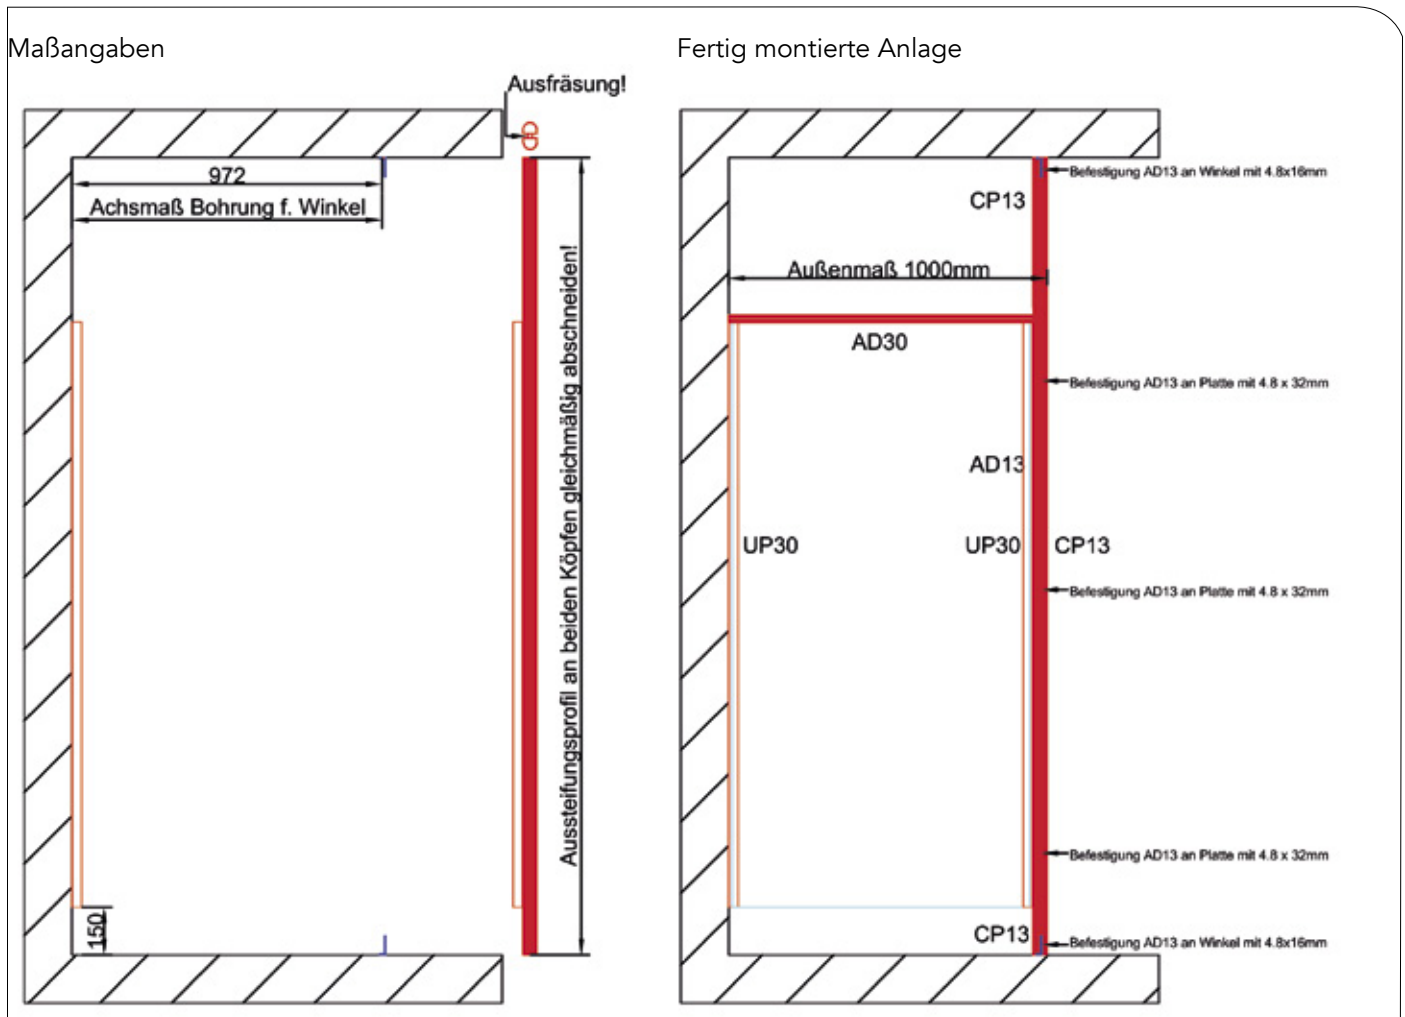 Maßangaben
Ausfräsung!
972
Achsmaß Bohrung f. Winkel
Aussteifungsprofil an beiden Köpfen gleichmäßig abschneiden!
150
Fertig montierte Anlage
Befestigung AD13 an Winkel mit 4.8x16mm
CP13
Außenmaß 1000mm
AD30
Befestigung AD13 an Platte mit 4.8 x 32mm
AD13
UP30
UP30
CP13
Befestigung AD13 an Platte mit 4.8 x 32mm
Befestigung AD13 an Platte mit 4.8 x 32mm
CP13
Befestigung AD13 an Winkel mit 4.8x16mm